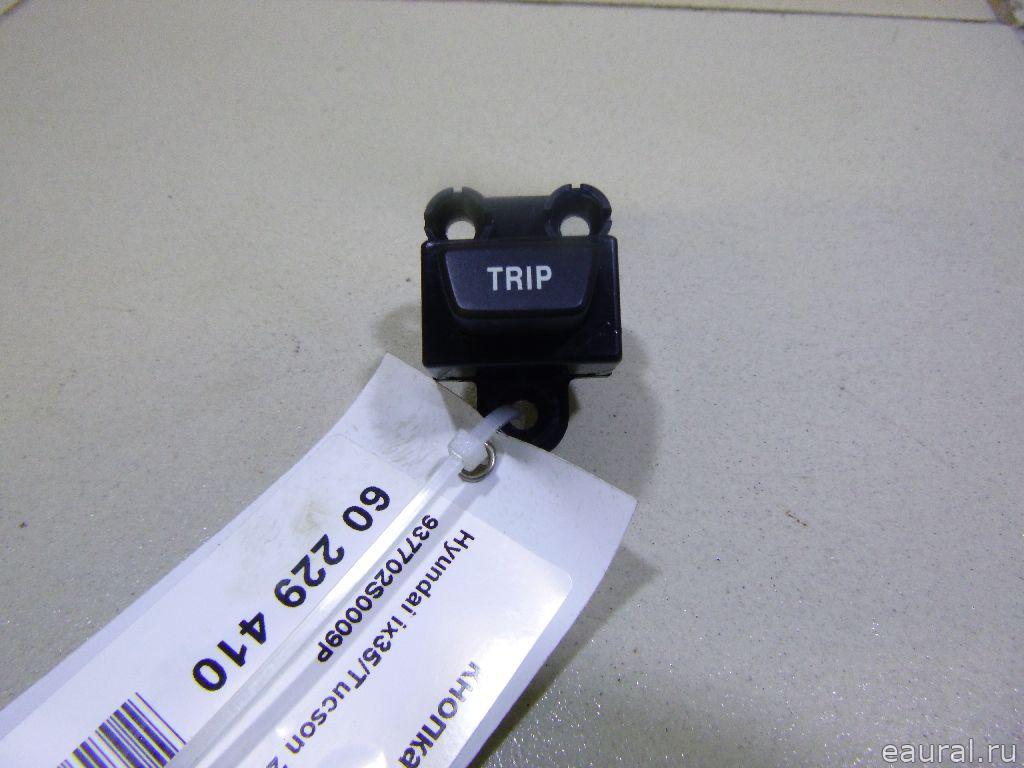 TRIP
кнопка
Hyundai ix35/Tucson
937702S0009P
60 229 410
eaural.ru